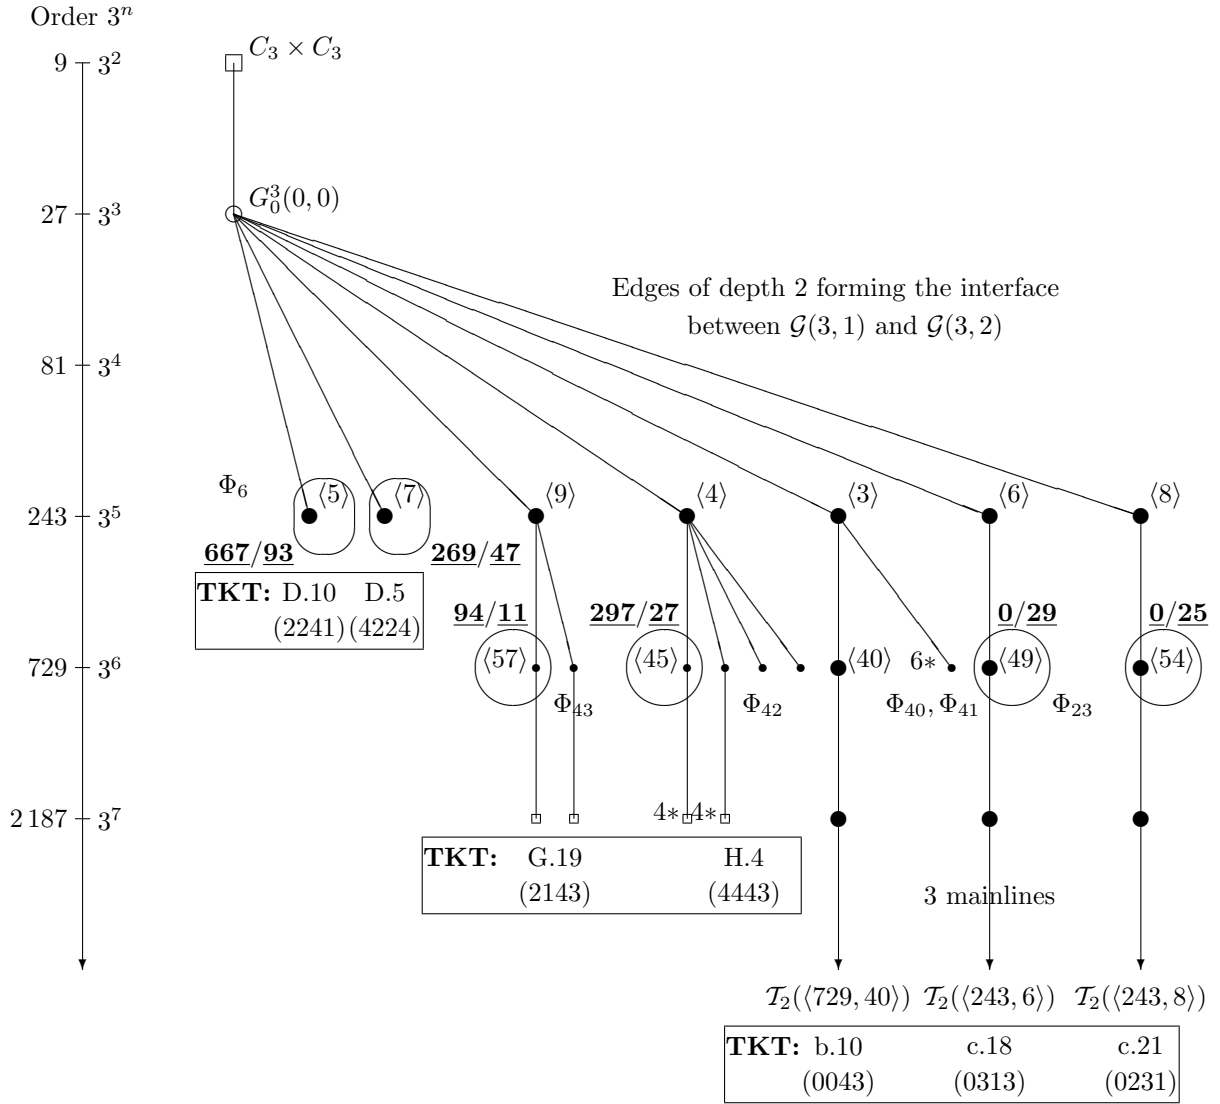 Order 3^n
9 3^2
C_3 × C_3
27 3^3
G_0^3(0,0)
Edges of depth 2 forming the interface
between 𝒢(3,1) and 𝒢(3,2)
81 3^4
Φ_6
243 3^5
⟨5⟩ ⟨7⟩ ⟨9⟩ ⟨4⟩ ⟨3⟩ ⟨6⟩ ⟨8⟩
667/93 269/47
TKT: D.10 D.5
(2241) (4224)
94/11 297/27 0/29 0/25
729 3^6
⟨57⟩ ⟨45⟩ ⟨40⟩ 6∗ ⟨49⟩ ⟨54⟩
Φ_43 Φ_42 Φ_40, Φ_41 Φ_23
2 187 3^7
4∗ 4∗
TKT: G.19 H.4
(2143) (4443)
3 mainlines
𝒯_2(⟨729,40⟩) 𝒯_2(⟨243,6⟩) 𝒯_2(⟨243,8⟩)
TKT: b.10 c.18 c.21
(0043) (0313) (0231)